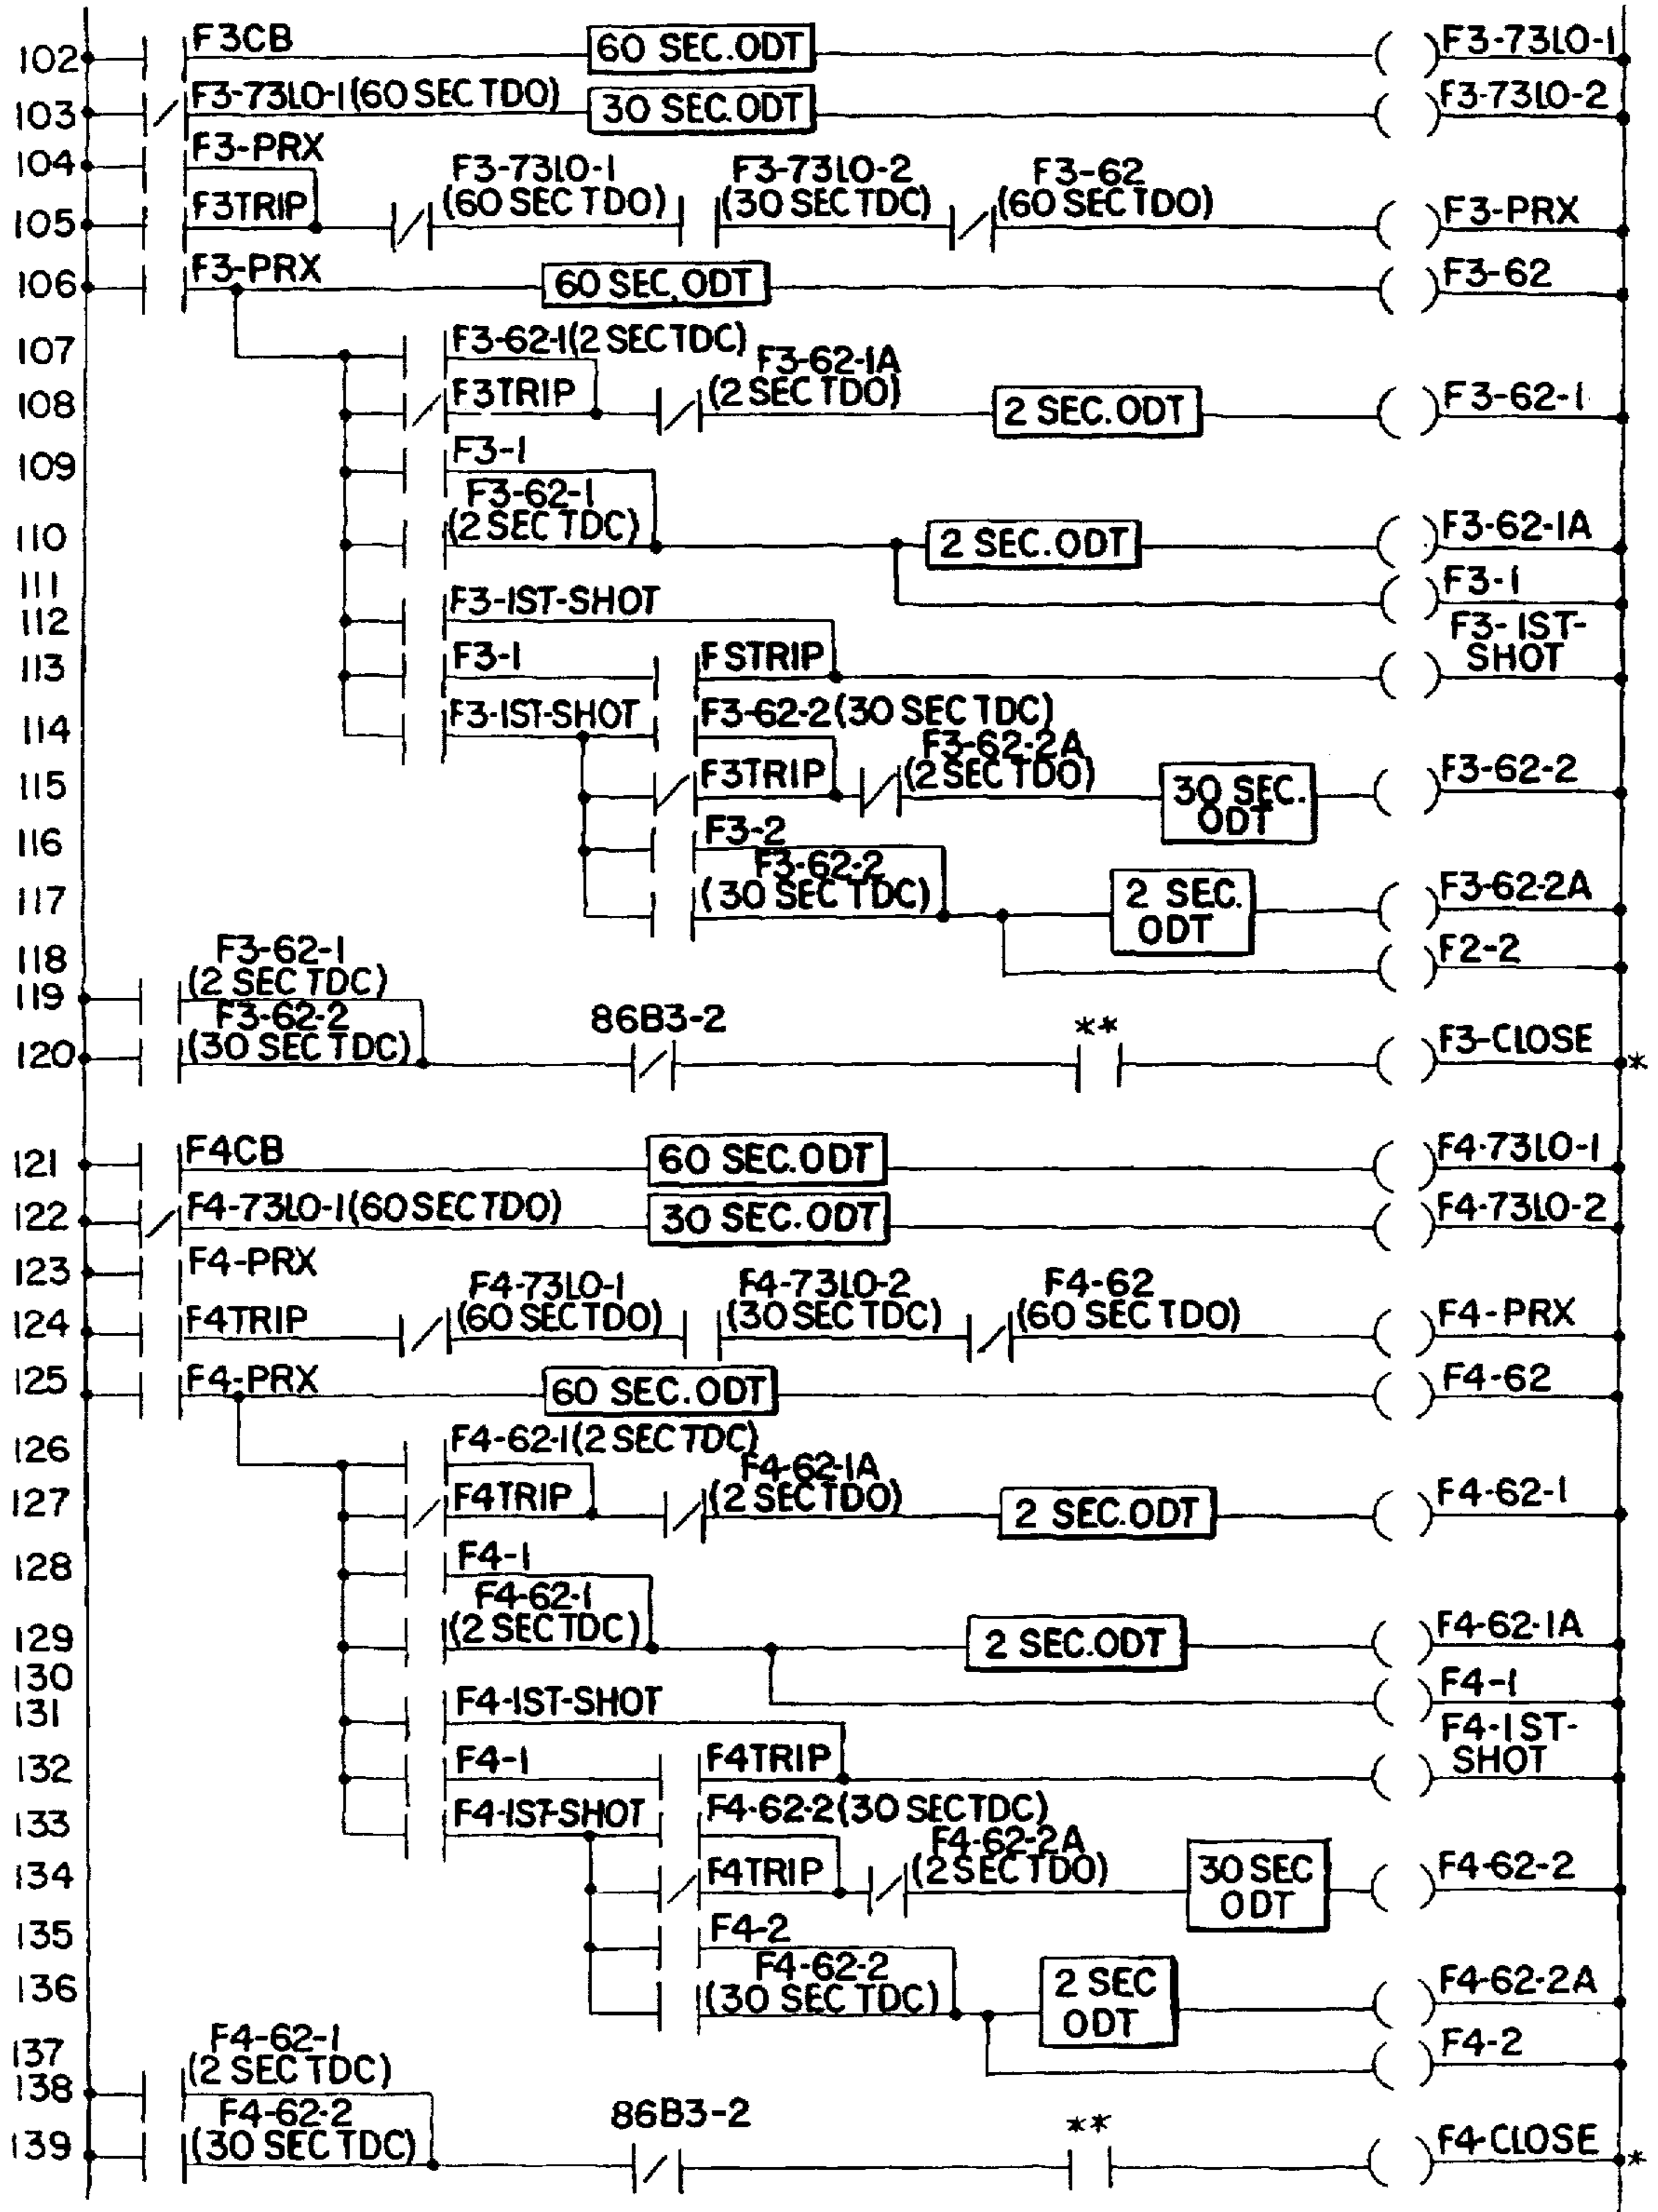 102 F3CB 60 SEC.ODT F3-73LO-1
103 F3-73LO-1(60 SEC TDO) 30 SEC.ODT F3-73LO-2
104 F3-PRX
F3-73LO-1 F3-73LO-2 F3-62
105 F3TRIP (60 SEC TDO) (30 SEC TDC) (60 SEC TDO) F3-PRX
106 F3-PRX 60 SEC,ODT F3-62
107 F3-62-1(2 SEC TDC)
F3-62-1A
108 F3TRIP (2 SEC TDO) 2 SEC.ODT F3-62-1
109 F3-1
F3-62-1
110 (2 SEC TDC) 2 SEC.ODT F3-62-1A
111 F3-1
112 F3-1ST-SHOT F3-1ST-
113 F3-1 FSTRIP SHOT
114 F3-1ST-SHOT F3-62-2(30 SEC TDC)
F3-62-2A
115 F3TRIP (2 SEC TDO) 30 SEC. F3-62-2
ODT
116 F3-2
F3-62-2
117 (30 SEC TDC) 2 SEC. F3-62-2A
ODT
118 F2-2
F3-62-1
119 (2 SEC TDC)
F3-62-2 86B3-2 **
120 (30 SEC TDC) F3-CLOSE *
121 F4CB 60 SEC.ODT F4-73LO-1
122 F4-73LO-1(60 SEC TDO) 30 SEC.ODT F4-73LO-2
123 F4-PRX
F4-73LO-1 F4-73LO-2 F4-62
124 F4TRIP (60 SEC TDO) (30 SEC TDC) (60 SEC TDO) F4-PRX
125 F4-PRX 60 SEC.ODT F4-62
126 F4-62-1(2 SEC TDC)
F4-62-1A
127 F4TRIP (2 SEC TDO) 2 SEC.ODT F4-62-1
128 F4-1
F4-62-1
129 (2 SEC TDC) 2 SEC.ODT F4-62-1A
130 F4-1
131 F4-1ST-SHOT F4-1ST-
132 F4-1 F4TRIP SHOT
133 F4-1ST-SHOT F4-62-2(30 SEC TDC)
F4-62-2A
134 F4TRIP (2 SEC TDO) 30 SEC F4-62-2
ODT
135 F4-2
F4-62-2
136 (30 SEC TDC) 2 SEC F4-62-2A
ODT
137 F4-2
F4-62-1
138 (2 SEC TDC)
F4-62-2 86B3-2 **
139 (30 SEC TDC) F4-CLOSE *